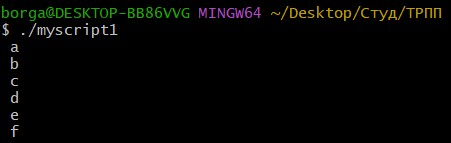 borga@DESKTOP-BB86VVG MINGW64 ~/Desktop/Студ/ТРПП
$ ./myscript1
a
b
c
d
e
f